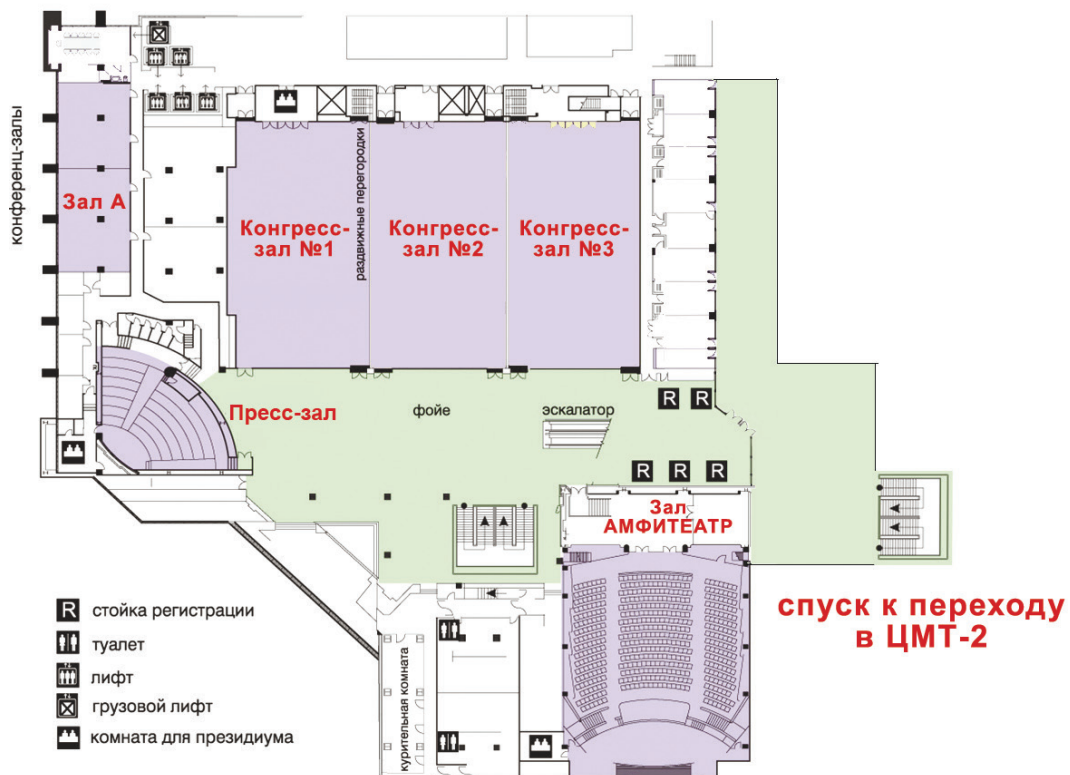 конференц-залы
Зал А
Конгресс-
зал №1
раздвижные перегородки
Конгресс-
зал №2
Конгресс-
зал №3
Пресс-зал
фойе
эскалатор
R
R
R
R
R
Зал
АМФИТЕАТР
спуск к переходу
в ЦМТ-2
курительная комната
R стойка регистрации
туалет
лифт
грузовой лифт
комната для президиума